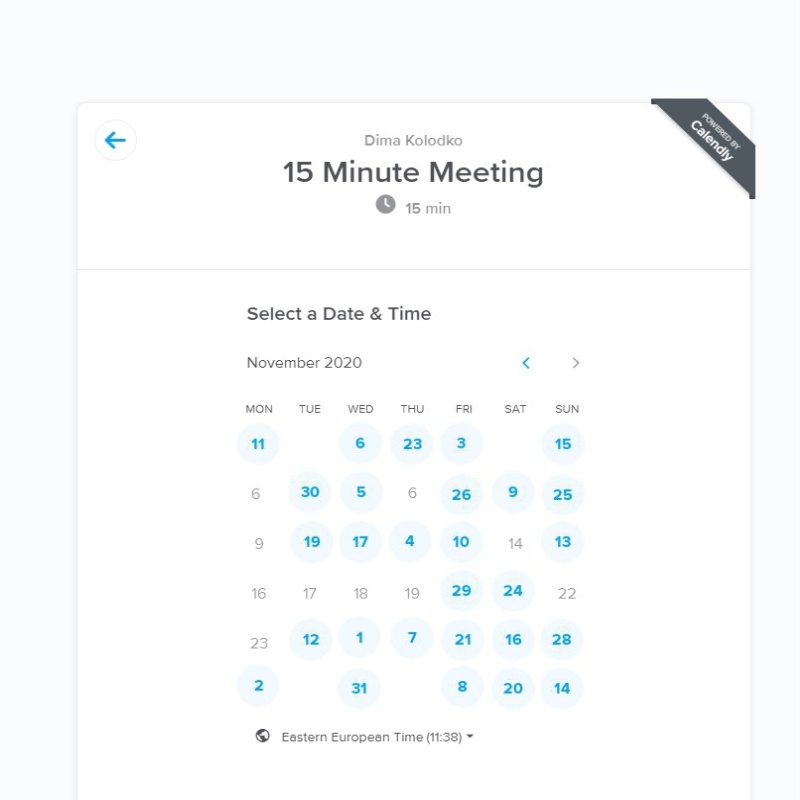 POWERED BY
Calendly
Dima Kolodko
15 Minute Meeting
15 min
Select a Date & Time
November 2020
MON TUE WED THU FRI SAT SUN
11 6 23 3 15
6 30 5 6 26 9 25
9 19 17 4 10 14 13
16 17 18 19 29 24 22
23 12 1 7 21 16 28
2 31 8 20 14
Eastern European Time (11:38)